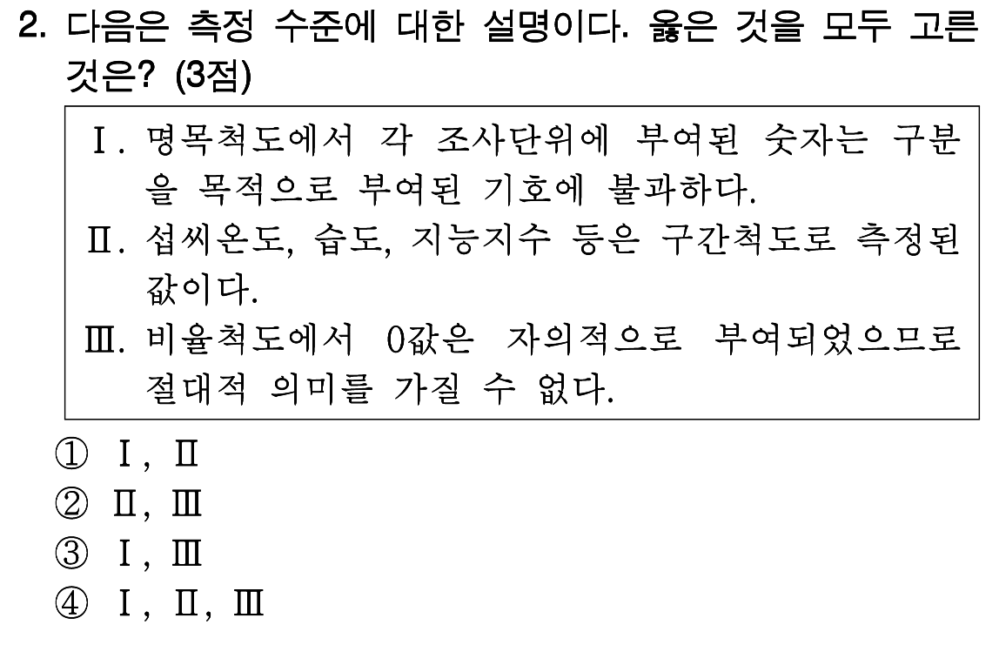 2. 다음은 측정 수준에 대한 설명이다. 옳은 것을 모두 고른
것은? (3점)
Ⅰ. 명목척도에서 각 조사단위에 부여된 숫자는 구분
을 목적으로 부여된 기호에 불과하다.
Ⅱ. 섭씨온도, 습도, 지능지수 등은 구간척도로 측정된
값이다.
Ⅲ. 비율척도에서 0값은 자의적으로 부여되었으므로
절대적 의미를 가질 수 없다.
① Ⅰ, Ⅱ
② Ⅱ, Ⅲ
③ Ⅰ, Ⅲ
④ Ⅰ, Ⅱ, Ⅲ